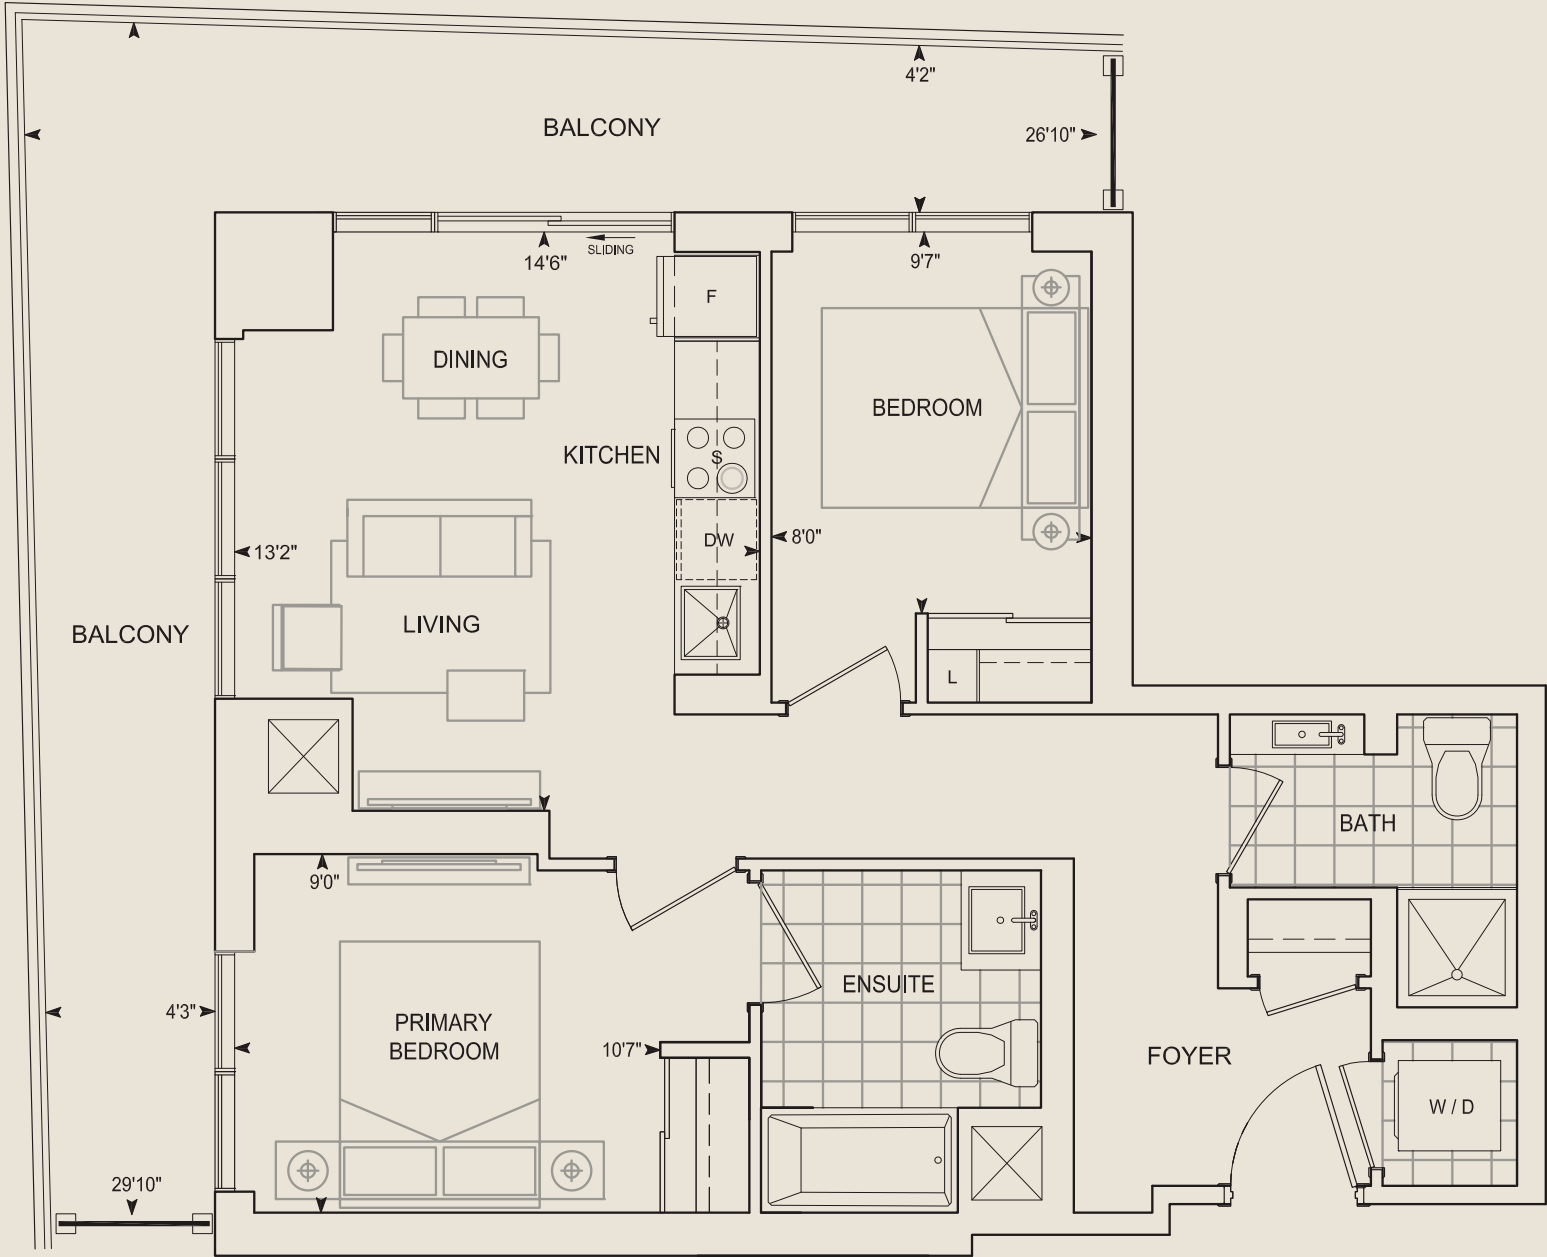 4'2"
BALCONY
26'10"
SLIDING
14'6"
9'7"
F
DINING
BEDROOM
KITCHEN
S
DW
8'0"
13'2"
LIVING
BALCONY
L
BATH
9'0"
ENSUITE
4'3"
PRIMARY
BEDROOM
10'7"
FOYER
W / D
29'10"